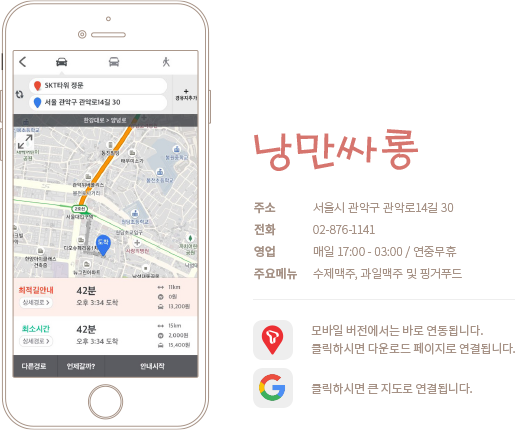 SKT타워 정문
서울 관악구 관악로14길 30
경유지추가
한강대로 > 양녕로
도착
최적길안내
42분
11km
0원
상세경로 >
오후 3:34 도착
13,200원
최소시간
42분
15km
2,000원
상세경로 >
오후 3:34 도착
15,400원
다른경로
언제갈까?
안내시작
낭만싸롱
주소 서울시 관악구 관악로14길 30
전화 02-876-1141
영업 매일 17:00 - 03:00 / 연중무휴
주요메뉴 수제맥주, 과일맥주 및 핑거푸드
모바일 버전에서는 바로 연동됩니다.
클릭하시면 다운로드 페이지로 연결됩니다.
클릭하시면 큰 지도로 연결됩니다.